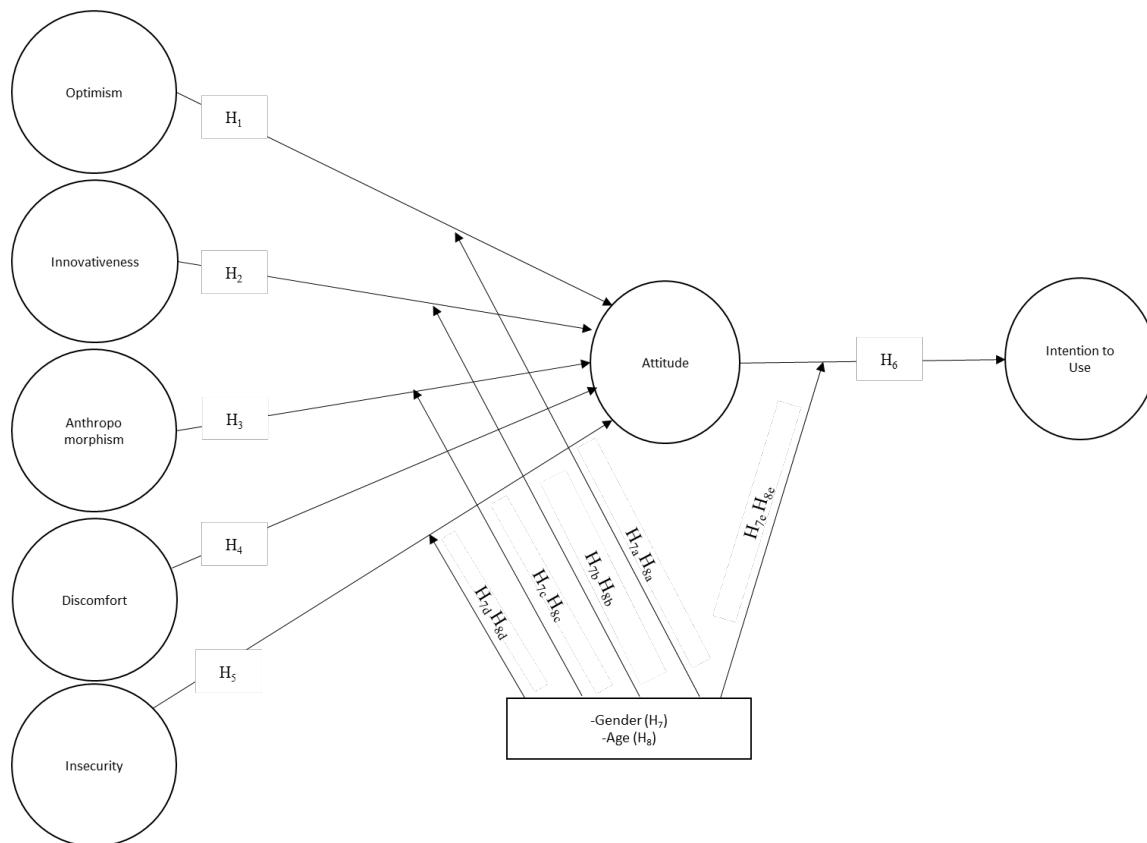 Optimism
H₁
Innovativeness
H₂
Anthropo
morphism
H₃
Discomfort
H₄
Insecurity
H₅
Attitude
H₆
Intention to
Use
H₇d H₈d
H₇c H₈c
H₇b H₈b
H₇a H₈a
H₇e H₈e
-Gender (H₇)
-Age (H₈)